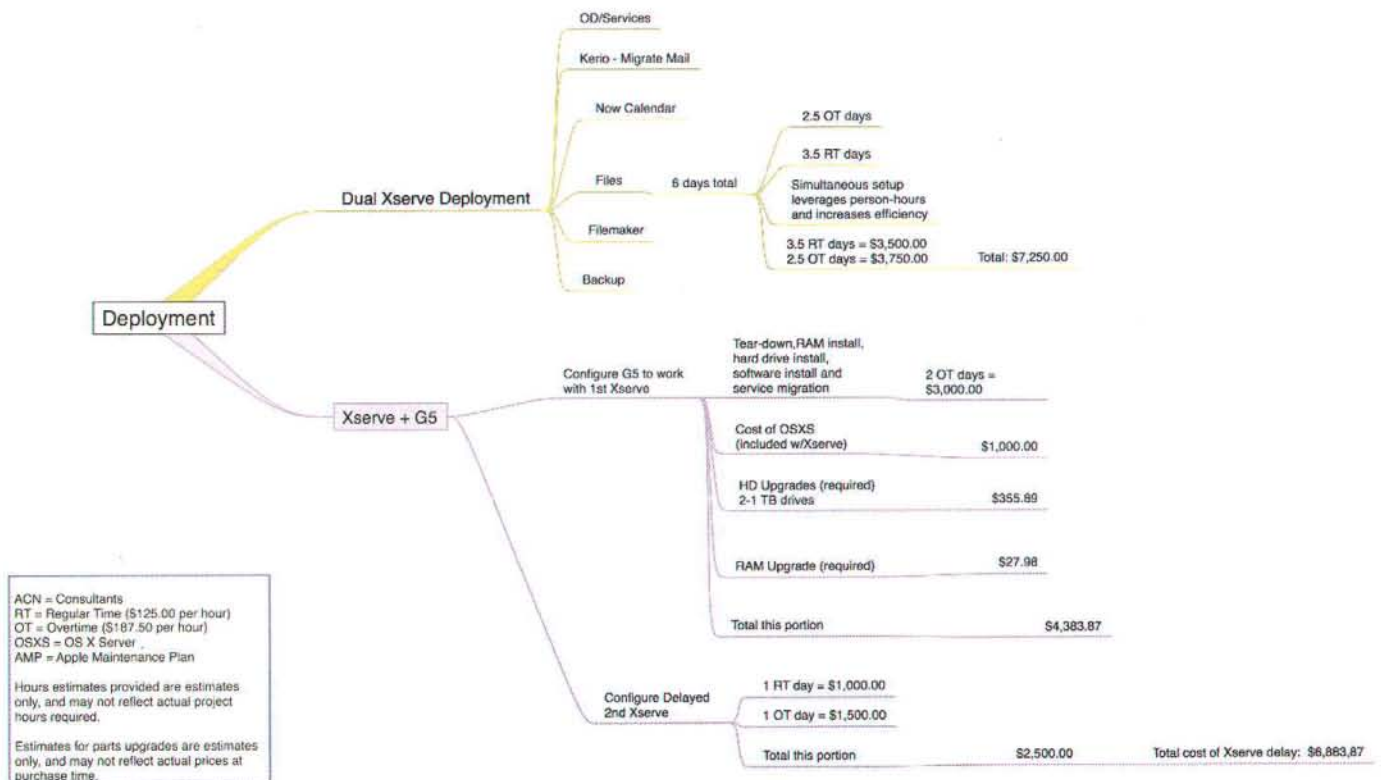 OD/Services
Kerio - Migrate Mail
Now Calendar
Dual Xserve Deployment
Files
6 days total
2.5 OT days
3.5 RT days
Simultaneous setup
leverages person-hours
and increases efficiency
3.5 RT days = $3,500.00
2.5 OT days = $3,750.00
Total: $7,250.00
Filemaker
Backup
Deployment
Xserve + G5
Configure G5 to work
with 1st Xserve
Tear-down,RAM install,
hard drive install,
software install and
service migration
2 OT days =
$3,000.00
Cost of OSXS
(included w/Xserve)
$1,000.00
HD Upgrades (required)
2-1 TB drives
$355.89
RAM Upgrade (required)
$27.98
Total this portion
$4,383,87
Configure Delayed
2nd Xserve
1 RT day = $1,000.00
1 OT day = $1,500.00
Total this portion
$2,500.00
Total cost of Xserve delay: $6,883,87
ACN = Consultants
RT = Regular Time ($125.00 per hour)
OT = Overtime ($187.50 per hour)
OSXS = OS X Server
AMP = Apple Maintenance Plan
Hours estimates provided are estimates
only, and may not reflect actual project
hours required.
Estimates for parts upgrades are estimates
only, and may not reflect actual prices at
purchase time.